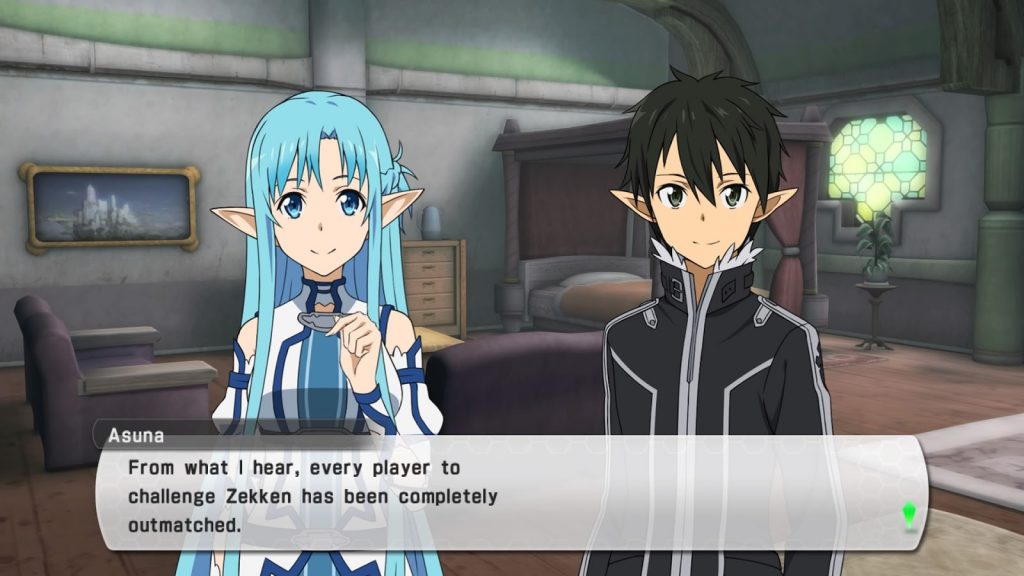 Asuna
From what I hear, every player to
challenge Zekken has been completely
outmatched.